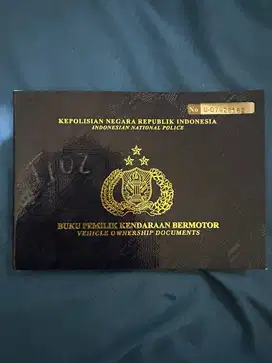 No
KEPOLISIAN NEGARA REPUBLIK INDONESIA
INDONESIAN NATIONAL POLICE
BUKU PEMILIK KENDARAAN BERMOTOR
VEHICLE OWNERSHIP DOCUMENTS